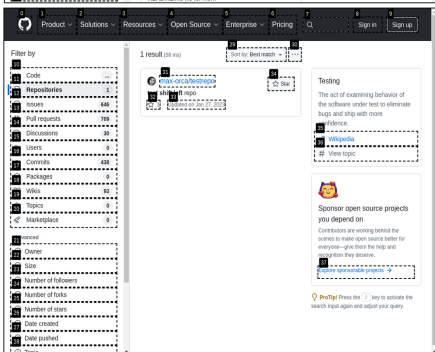 Product
Solutions
Resources
Open Source
Enterprise
Pricing
Sign in
Sign up
Filter by
Code ...
Repositories 1
Issues 646
Pull requests 709
Discussions 30
Users 0
Commits 438
Packages 0
Wikis 93
Topics 0
Marketplace 0
Owner
Size
Number of followers
Number of forks
Number of stars
Date created
Date pushed
1 result (58 ms)
Sort by: Best match
max-orca/testrepo
repo
Updated on Jan 27, 2023
Star
Testing
The act of examining behavior of
the software under test to eliminate
bugs and ship with more
Wikipedia
# View topic
Sponsor open source projects
you depend on
Contributors are working behind the
scenes to make open source better for
everyone—give them the help and
recognition they deserve.
Explore sponsorable projects →
ProTip! Press the / key to activate the
search input again and adjust your query.